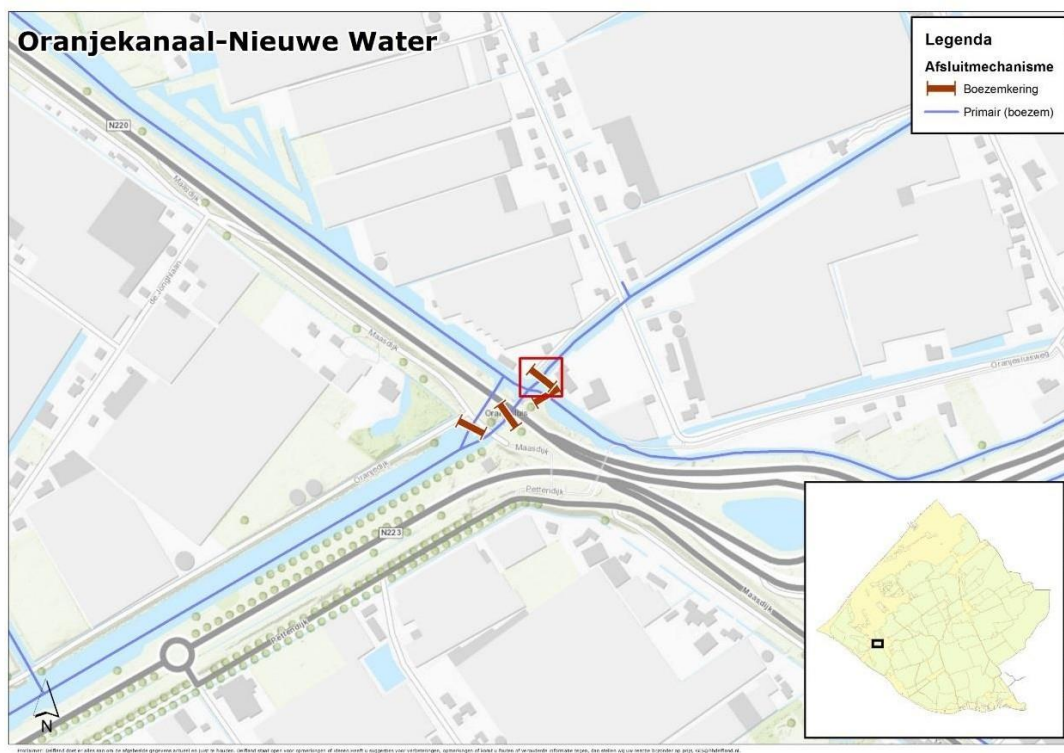 Oranjekanaal-Nieuwe Water
Legenda
Afsluitmechanisme
Boezemkering
Primair (boezem)
N220
Maasdijk
de Jonghlaan
Maasdijk
Oranjesluisweg
Oranjedijk
Maasdijk
Pettendijk
N223
Maasdijk
Pettendijk
N